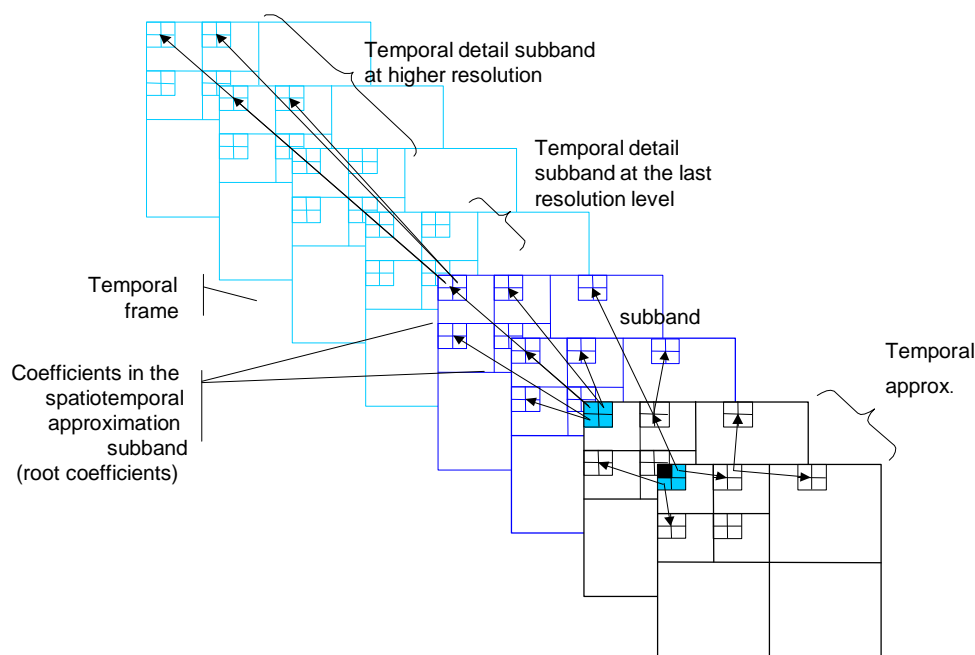 Temporal detail subband
at higher resolution
Temporal detail
subband at the last
resolution level
Temporal
frame
subband
Temporal
approx.
Coefficients in the
spatiotemporal
approximation
subband
(root coefficients)